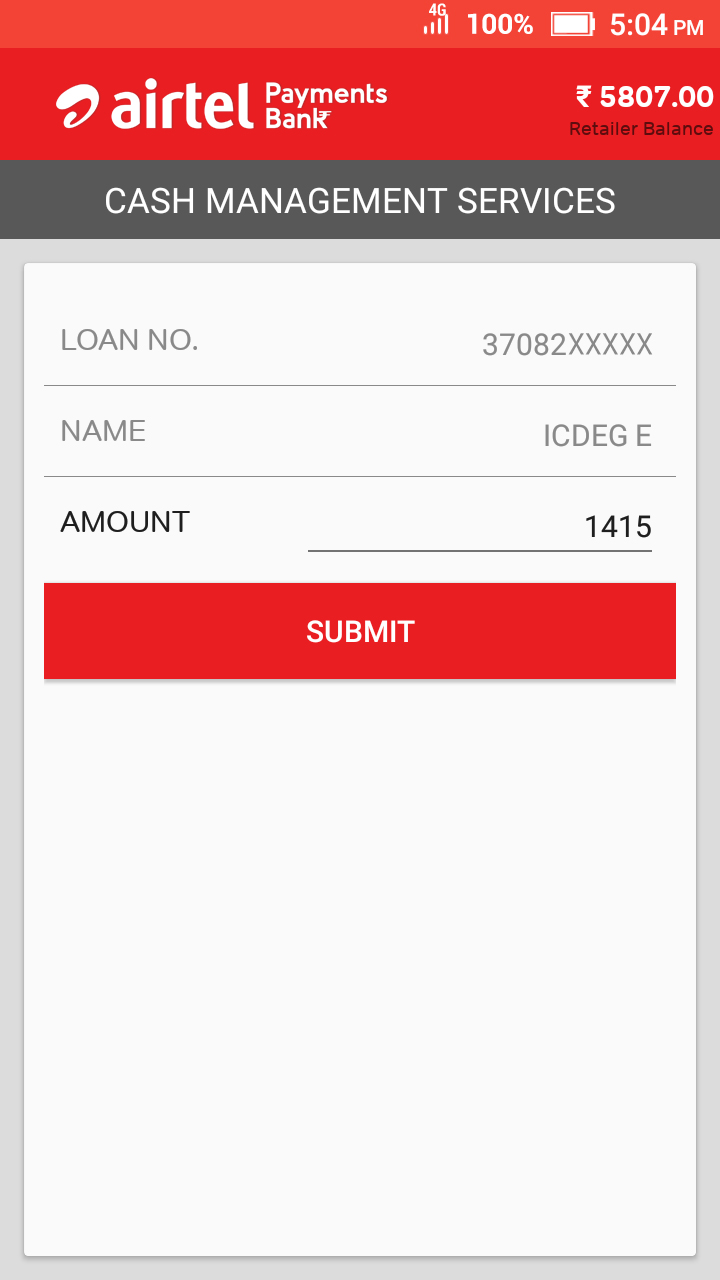 4G 100% 5:04 PM
airtel Payments Bank
₹ 5807.00
Retailer Balance
CASH MANAGEMENT SERVICES
LOAN NO. 37082XXXXX
NAME ICDEG E
AMOUNT 1415
SUBMIT